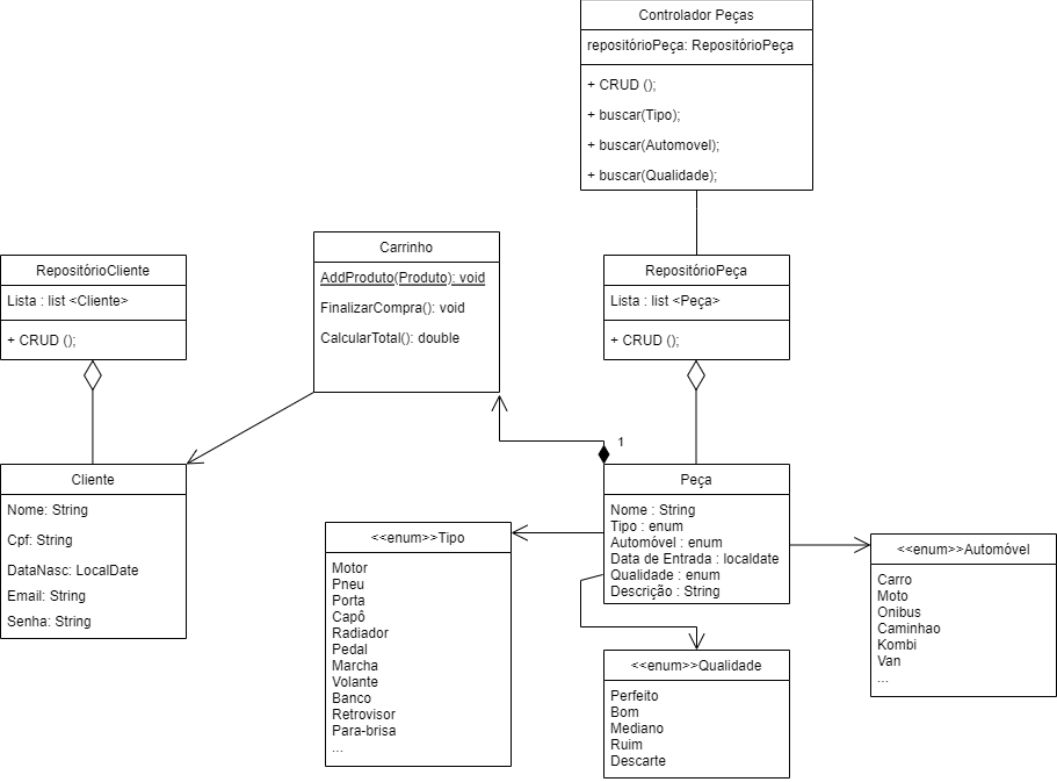 Controlador Peças
repositórioPeça: RepositórioPeça
+ CRUD ();
+ buscar(Tipo);
+ buscar(Automovel);
+ buscar(Qualidade);
Carrinho
AddProduto(Produto): void
FinalizarCompra(): void
CalcularTotal(): double
RepositórioCliente
Lista : list <Cliente>
+ CRUD ();
RepositórioPeça
Lista : list <Peça>
+ CRUD ();
1
Cliente
Nome: String
Cpf: String
DataNasc: LocalDate
Email: String
Senha: String
Peça
Nome : String
Tipo : enum
Automóvel : enum
Data de Entrada : localdate
Qualidade : enum
Descrição : String
<<enum>>Tipo
Motor
Pneu
Porta
Capô
Radiador
Pedal
Marcha
Volante
Banco
Retrovisor
Para-brisa
...
<<enum>>Automóvel
Carro
Moto
Onibus
Caminhao
Kombi
Van
...
<<enum>>Qualidade
Perfeito
Bom
Mediano
Ruim
Descarte